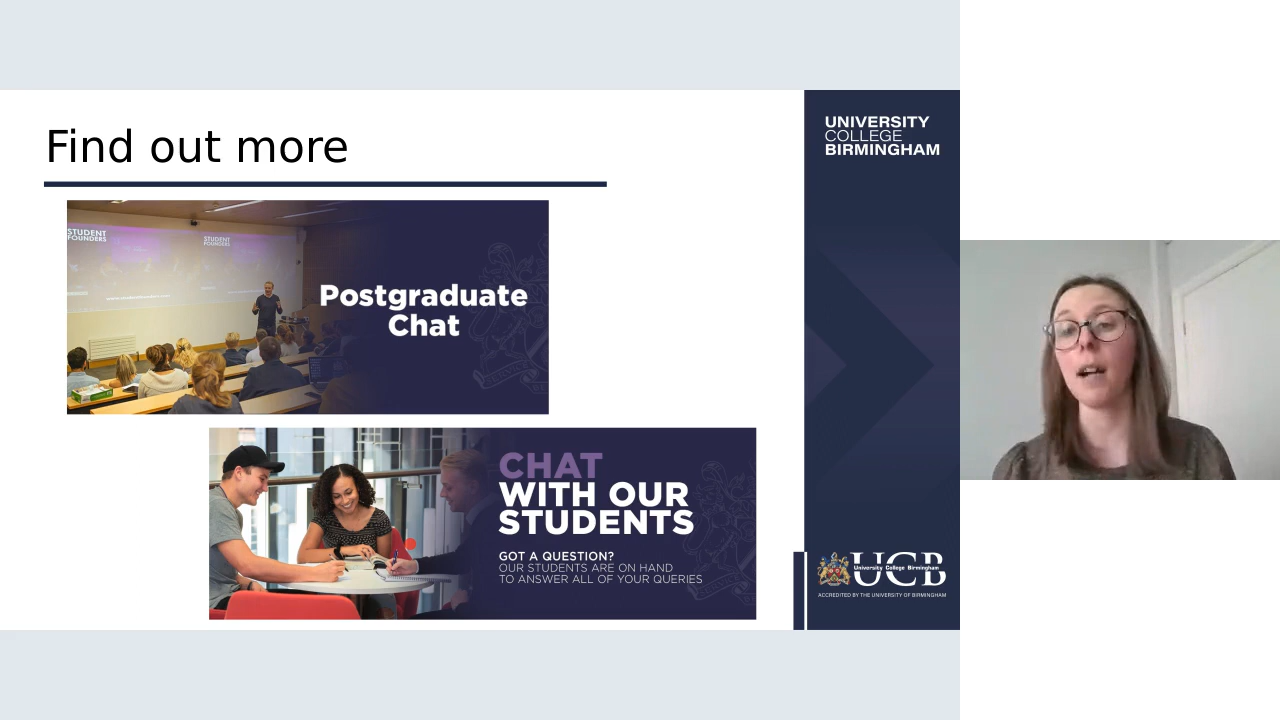 Find out more
STUDENT
FOUNDERS
STUDENT
FOUNDERS
Postgraduate
Chat
CHAT
WITH OUR
STUDENTS
GOT A QUESTION?
OUR STUDENTS ARE ON HAND
TO ANSWER ALL OF YOUR QUERIES
UNIVERSITY
COLLEGE
BIRMINGHAM
UCB
University College Birmingham
ACCREDITED BY THE UNIVERSITY OF BIRMINGHAM